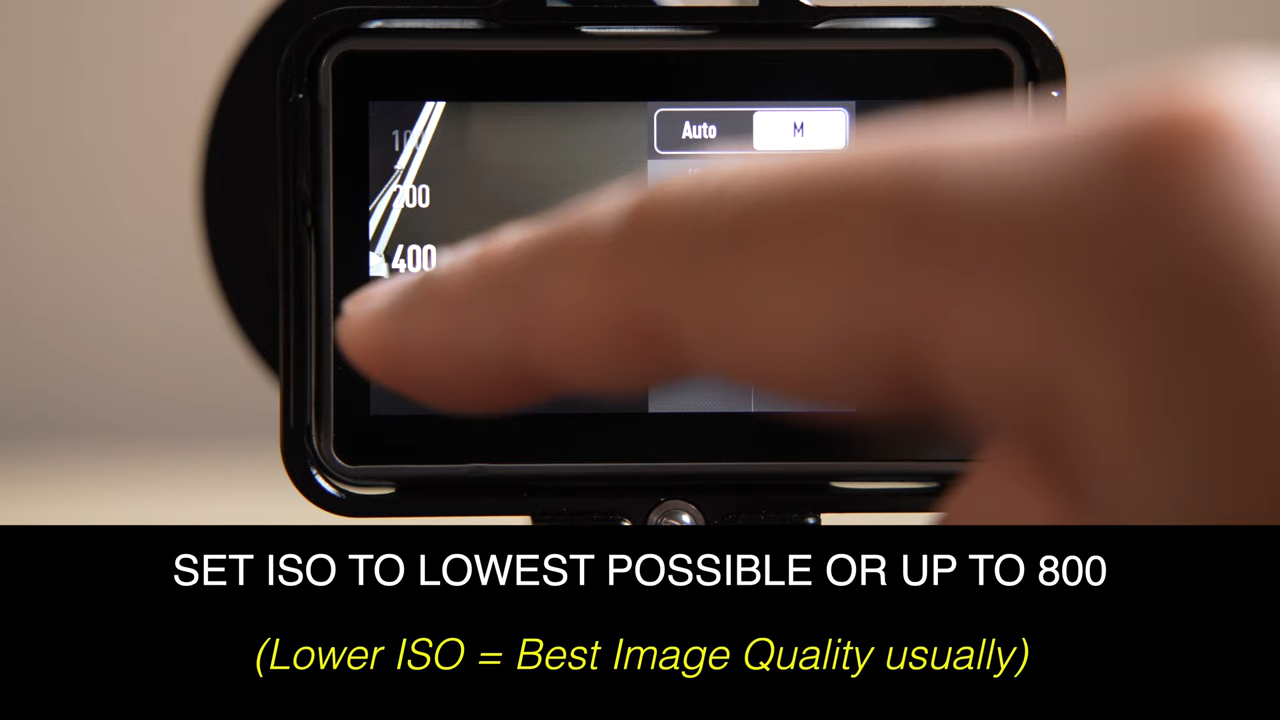 Auto M
200
400
SET ISO TO LOWEST POSSIBLE OR UP TO 800
(Lower ISO = Best Image Quality usually)